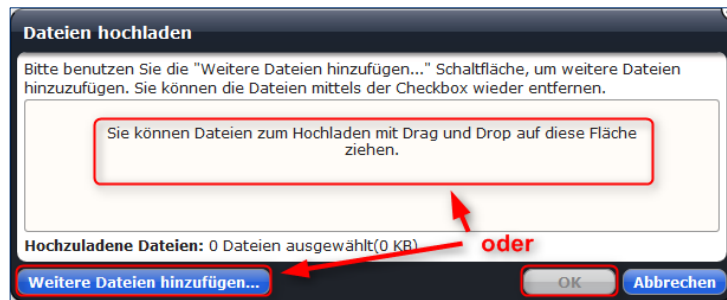 Dateien hochladen
Bitte benutzen Sie die "Weitere Dateien hinzufügen..." Schaltfläche, um weitere Dateien
hinzuzufügen. Sie können die Dateien mittels der Checkbox wieder entfernen.
Sie können Dateien zum Hochladen mit Drag und Drop auf diese Fläche
ziehen.
Hochzuladene Dateien: 0 Dateien ausgewählt(0 KB)
oder
Weitere Dateien hinzufügen...
OK
Abbrechen